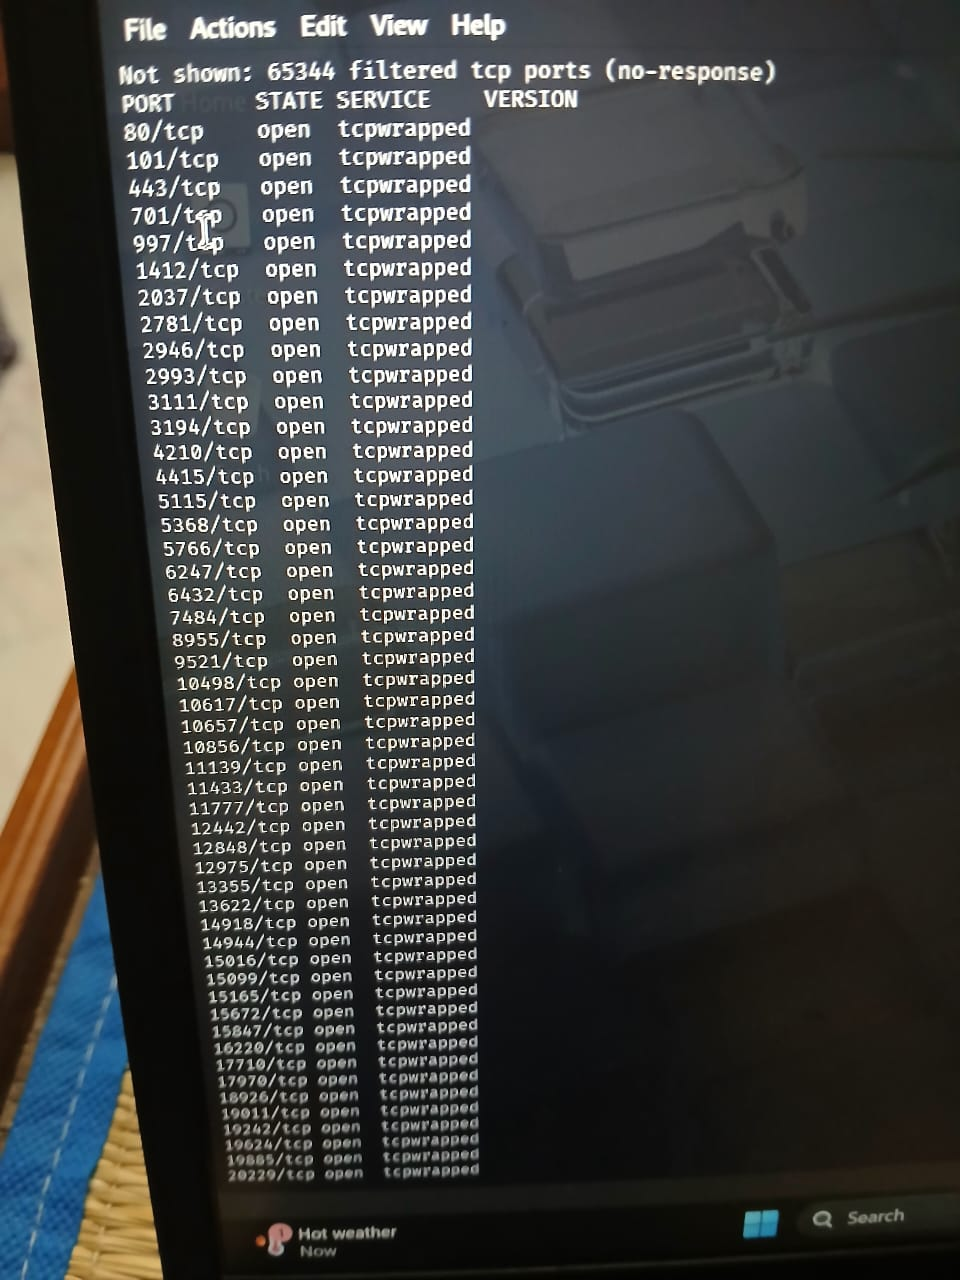 File Actions Edit View Help
Not shown: 65344 filtered tcp ports (no-response)
PORT STATE SERVICE VERSION
80/tcp open tcpwrapped
101/tcp open tcpwrapped
443/tcp open tcpwrapped
701/tcp open tcpwrapped
997/tcp open tcpwrapped
1412/tcp open tcpwrapped
2037/tcp open tcpwrapped
2781/tcp open tcpwrapped
2946/tcp open tcpwrapped
2993/tcp open tcpwrapped
3111/tcp open tcpwrapped
3194/tcp open tcpwrapped
4210/tcp open tcpwrapped
4415/tcp open tcpwrapped
5115/tcp open tcpwrapped
5368/tcp open tcpwrapped
5766/tcp open tcpwrapped
6247/tcp open tcpwrapped
6432/tcp open tcpwrapped
7484/tcp open tcpwrapped
8955/tcp open tcpwrapped
9521/tcp open tcpwrapped
10498/tcp open tcpwrapped
10617/tcp open tcpwrapped
10657/tcp open tcpwrapped
10856/tcp open tcpwrapped
11139/tcp open tcpwrapped
11433/tcp open tcpwrapped
11777/tcp open tcpwrapped
12442/tcp open tcpwrapped
12848/tcp open tcpwrapped
12975/tcp open tcpwrapped
13355/tcp open tcpwrapped
13622/tcp open tcpwrapped
14918/tcp open tcpwrapped
14944/tcp open tcpwrapped
15016/tcp open tcpwrapped
15099/tcp open tcpwrapped
15165/tcp open tcpwrapped
15672/tcp open tcpwrapped
15847/tcp open tcpwrapped
16220/tcp open tcpwrapped
17710/tcp open tcpwrapped
17970/tcp open tcpwrapped
18926/tcp open tcpwrapped
19011/tcp open tcpwrapped
19242/tcp open tcpwrapped
19624/tcp open tcpwrapped
19885/tcp open tcpwrapped
20229/tcp open tcpwrapped
Hot weather
Now
Search